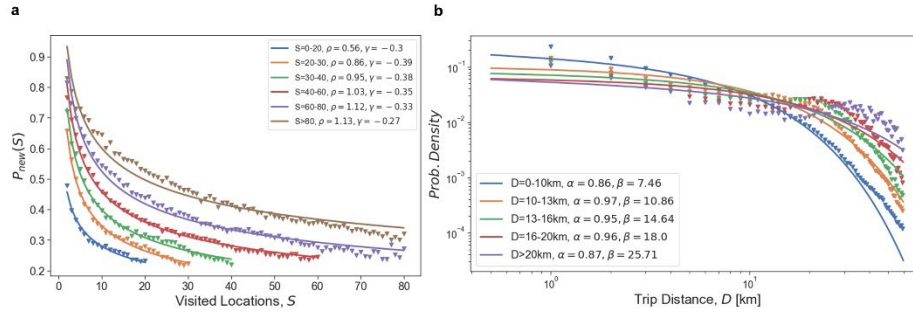 a
0.9
0.8
0.7
0.6
0.5
0.4
0.3
0.2
P_new(S)
0 10 20 30 40 50 60 70 80
Visited Locations, S
S=0-20, ρ = 0.56, γ = −0.3
S=20-30, ρ = 0.86, γ = −0.39
S=30-40, ρ = 0.95, γ = −0.38
S=40-60, ρ = 1.03, γ = −0.35
S=60-80, ρ = 1.12, γ = −0.33
S>80, ρ = 1.13, γ = −0.27
b
10⁻¹
10⁻²
10⁻³
10⁻⁴
Prob. Density
10⁰ 10¹
Trip Distance, D [km]
D=0-10km, α = 0.86, β = 7.46
D=10-13km, α = 0.97, β = 10.86
D=13-16km, α = 0.95, β = 14.64
D=16-20km, α = 0.96, β = 18.0
D>20km, α = 0.87, β = 25.71